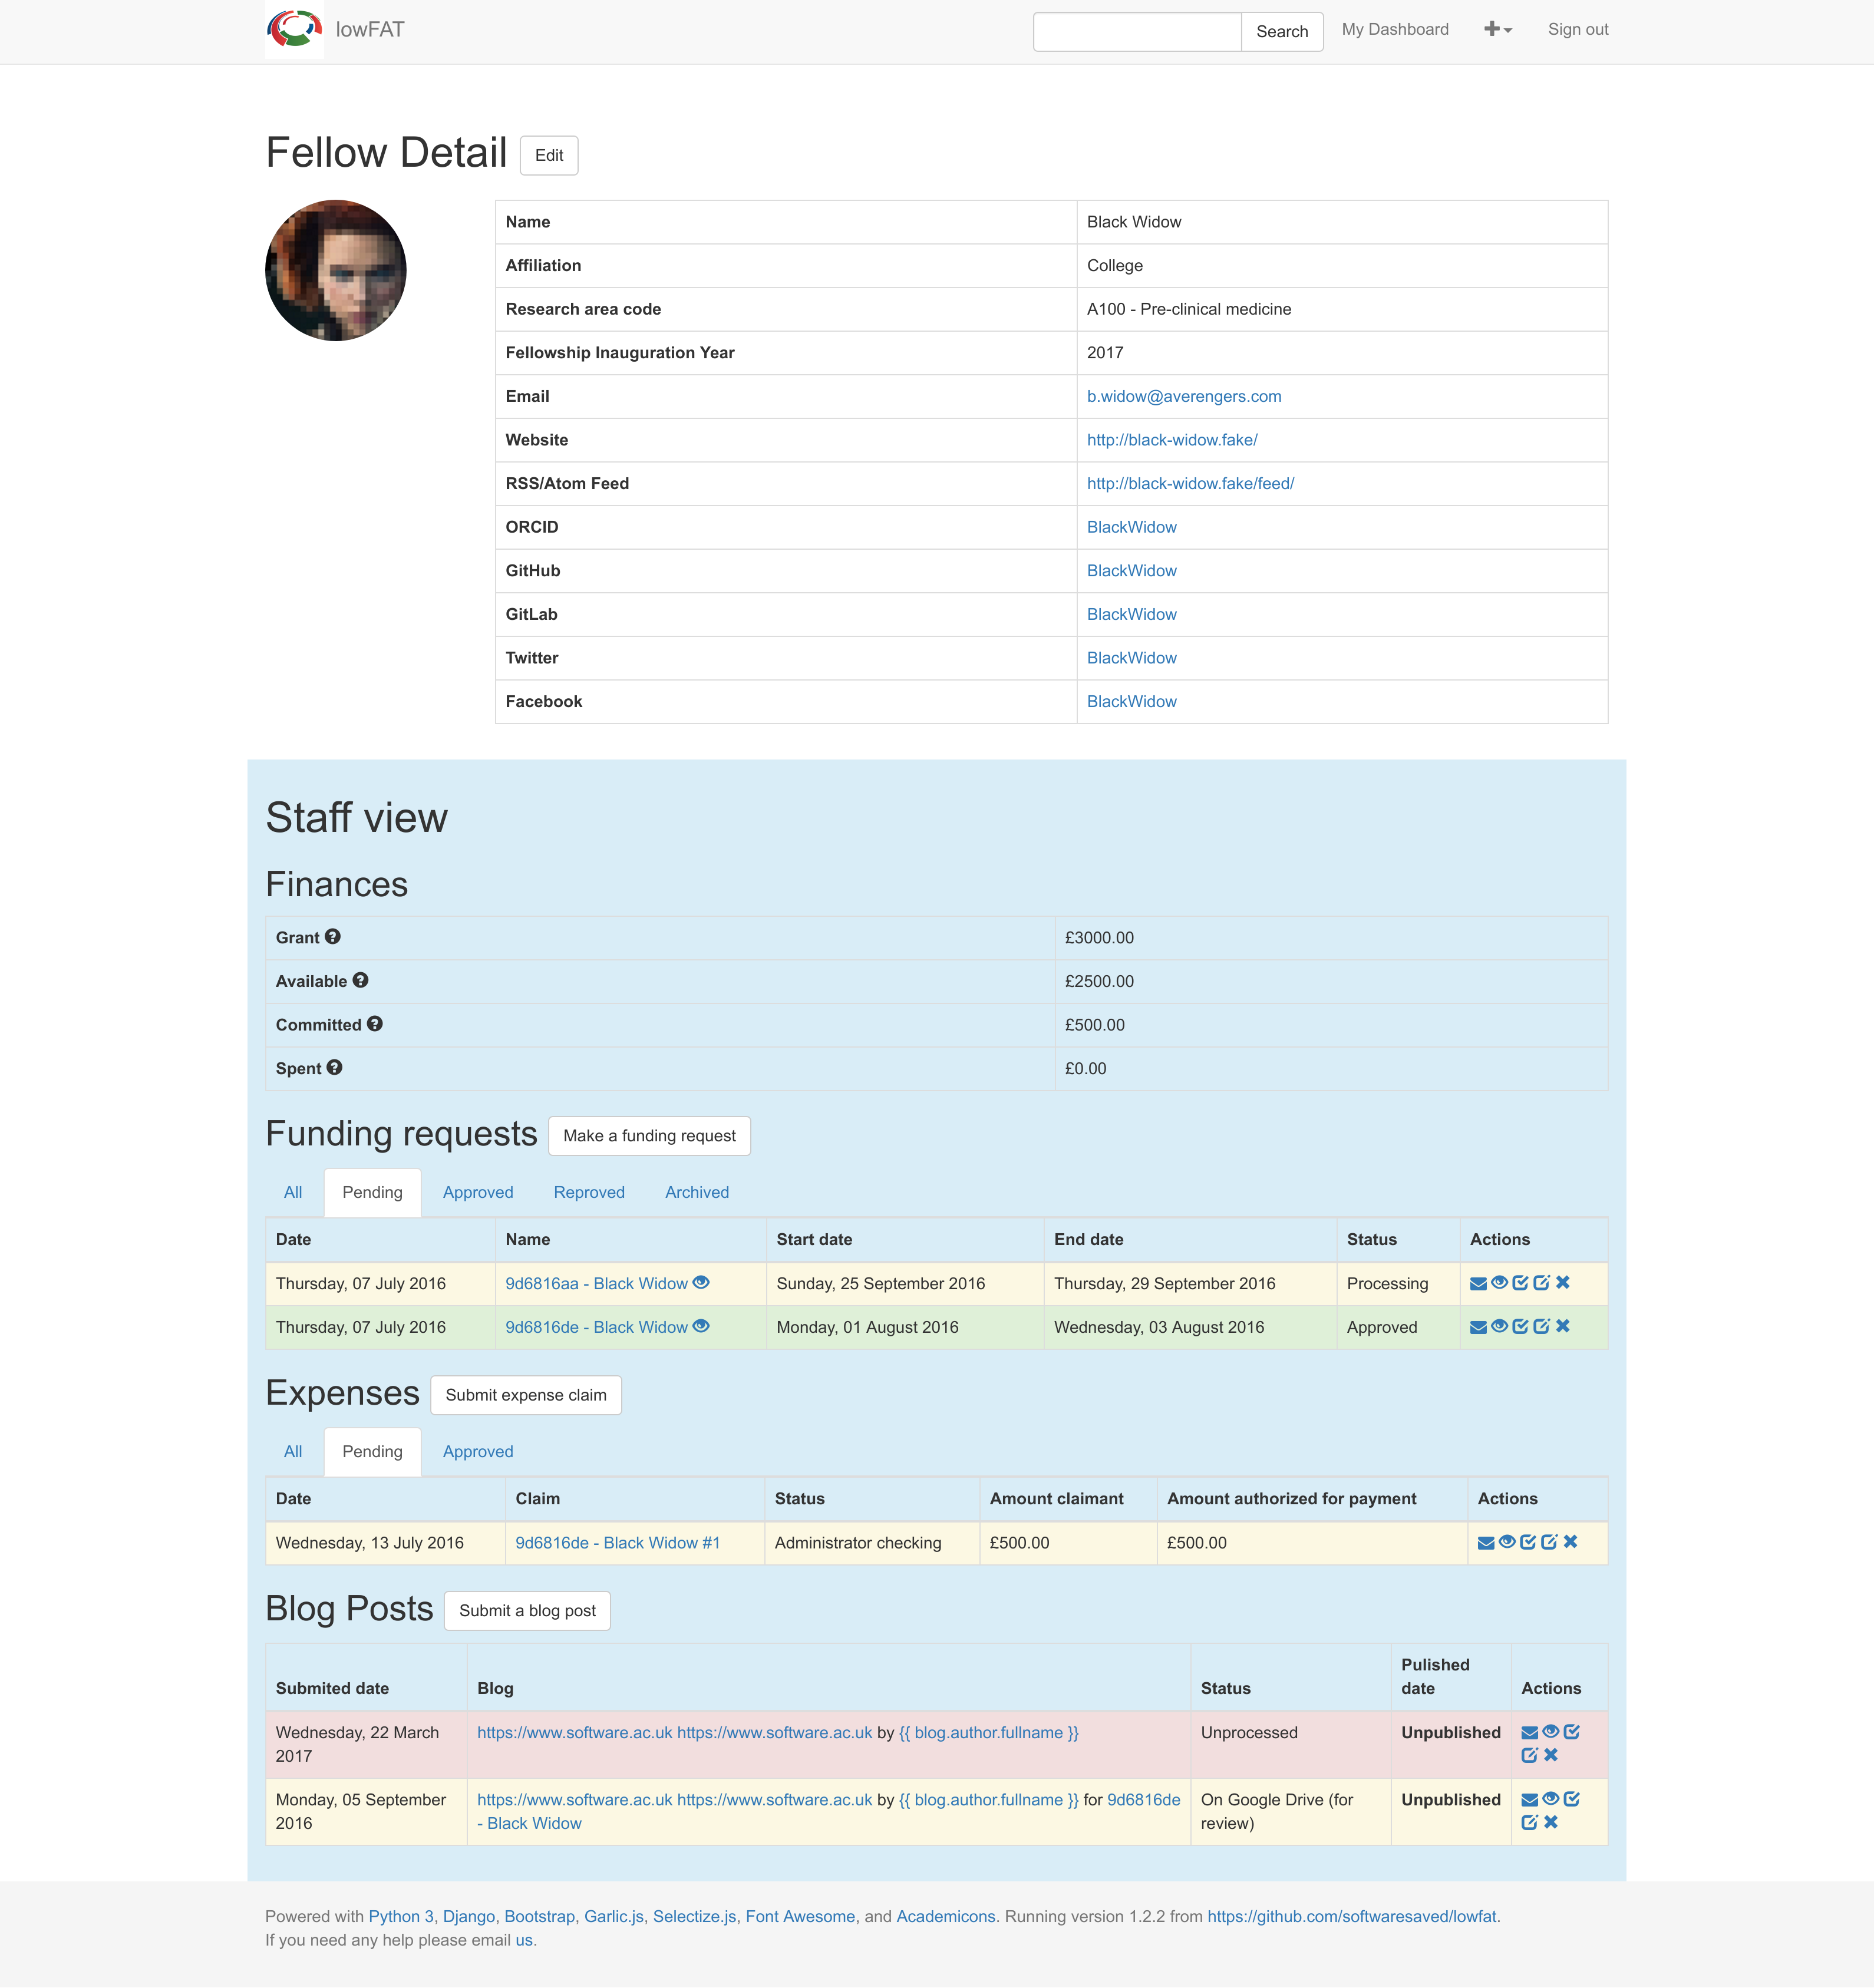 lowFAT Search My Dashboard Sign out
Fellow Detail Edit
Name Black Widow
Affiliation College
Research area code A100 - Pre-clinical medicine
Fellowship Inauguration Year 2017
Email b.widow@averengers.com
Website http://black-widow.fake/
RSS/Atom Feed http://black-widow.fake/feed/
ORCID BlackWidow
GitHub BlackWidow
GitLab BlackWidow
Twitter BlackWidow
Facebook BlackWidow
Staff view
Finances
Grant £3000.00
Available £2500.00
Committed £500.00
Spent £0.00
Funding requests Make a funding request
All Pending Approved Reproved Archived
Date Name Start date End date Status Actions
Thursday, 07 July 2016 9d6816aa - Black Widow Sunday, 25 September 2016 Thursday, 29 September 2016 Processing
Thursday, 07 July 2016 9d6816de - Black Widow Monday, 01 August 2016 Wednesday, 03 August 2016 Approved
Expenses Submit expense claim
All Pending Approved
Date Claim Status Amount claimant Amount authorized for payment Actions
Wednesday, 13 July 2016 9d6816de - Black Widow #1 Administrator checking £500.00 £500.00
Blog Posts Submit a blog post
Submited date Blog Status Pulished
date Actions
Wednesday, 22 March
2017 https://www.software.ac.uk https://www.software.ac.uk by {{ blog.author.fullname }} Unprocessed Unpublished
Monday, 05 September
2016 https://www.software.ac.uk https://www.software.ac.uk by {{ blog.author.fullname }} for 9d6816de
- Black Widow On Google Drive (for
review) Unpublished
Powered with Python 3, Django, Bootstrap, Garlic.js, Selectize.js, Font Awesome, and Academicons. Running version 1.2.2 from https://github.com/softwaresaved/lowfat.
If you need any help please email us.